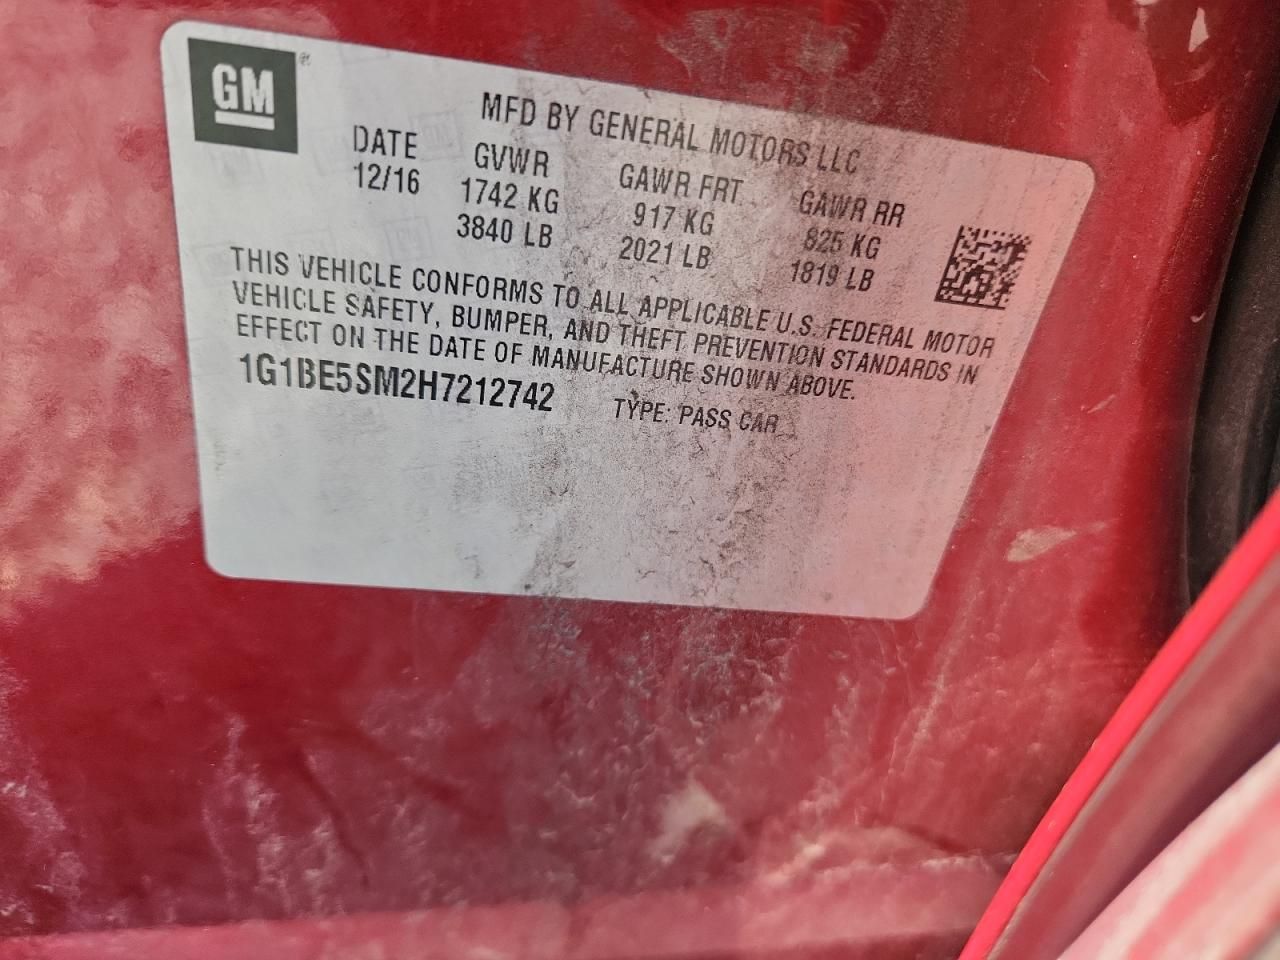 GM
MFD BY GENERAL MOTORS LLC
DATE GVWR GAWR FRT GAWR RR
12/16 1742 KG 917 KG 825 KG
3840 LB 2021 LB 1819 LB
THIS VEHICLE CONFORMS TO ALL APPLICABLE U.S. FEDERAL MOTOR
VEHICLE SAFETY, BUMPER, AND THEFT PREVENTION STANDARDS IN
EFFECT ON THE DATE OF MANUFACTURE SHOWN ABOVE.
1G1BE5SM2H7212742 TYPE: PASS CAR